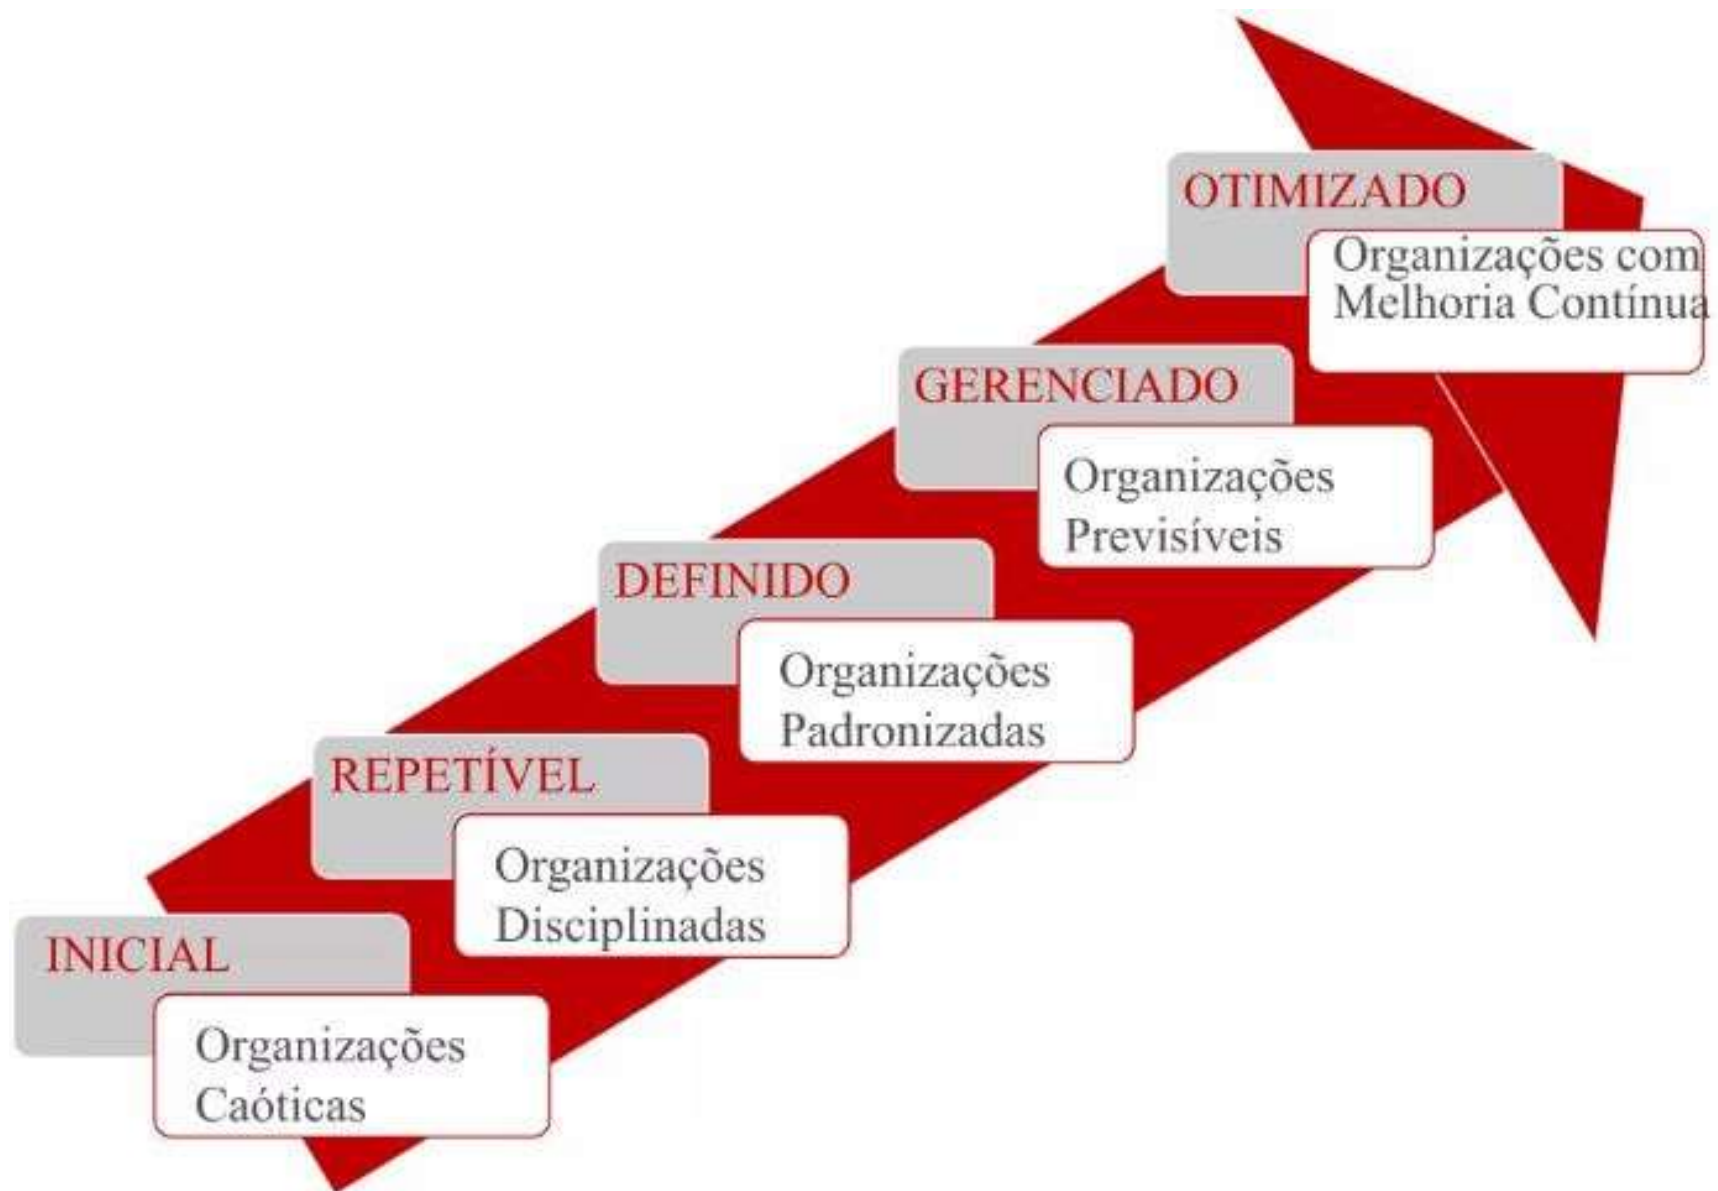 OTIMIZADO
Organizações com
Melhoria Contínua
GERENCIADO
Organizações
Previsíveis
DEFINIDO
Organizações
Padronizadas
REPETÍVEL
Organizações
Disciplinadas
INICIAL
Organizações
Caóticas